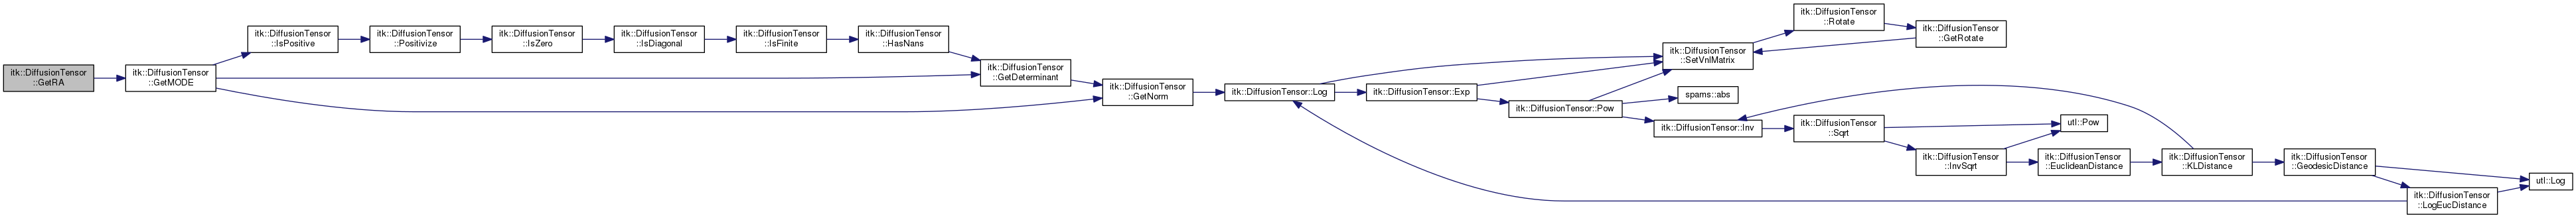 itk::DiffusionTensor
::GetRA
itk::DiffusionTensor
::GetMODE
itk::DiffusionTensor
::IsPositive
itk::DiffusionTensor
::Positivize
itk::DiffusionTensor
::IsZero
itk::DiffusionTensor
::IsDiagonal
itk::DiffusionTensor
::IsFinite
itk::DiffusionTensor
::HasNans
itk::DiffusionTensor
::GetDeterminant
itk::DiffusionTensor
::GetNorm
itk::DiffusionTensor::Log
itk::DiffusionTensor::Exp
itk::DiffusionTensor::Pow
itk::DiffusionTensor
::SetVnlMatrix
spams::abs
itk::DiffusionTensor::Inv
itk::DiffusionTensor
::Rotate
itk::DiffusionTensor
::GetRotate
itk::DiffusionTensor
::Sqrt
utl::Pow
itk::DiffusionTensor
::InvSqrt
itk::DiffusionTensor
::EuclideanDistance
itk::DiffusionTensor
::KLDistance
itk::DiffusionTensor
::GeodesicDistance
itk::DiffusionTensor
::LogEucDistance
utl::Log